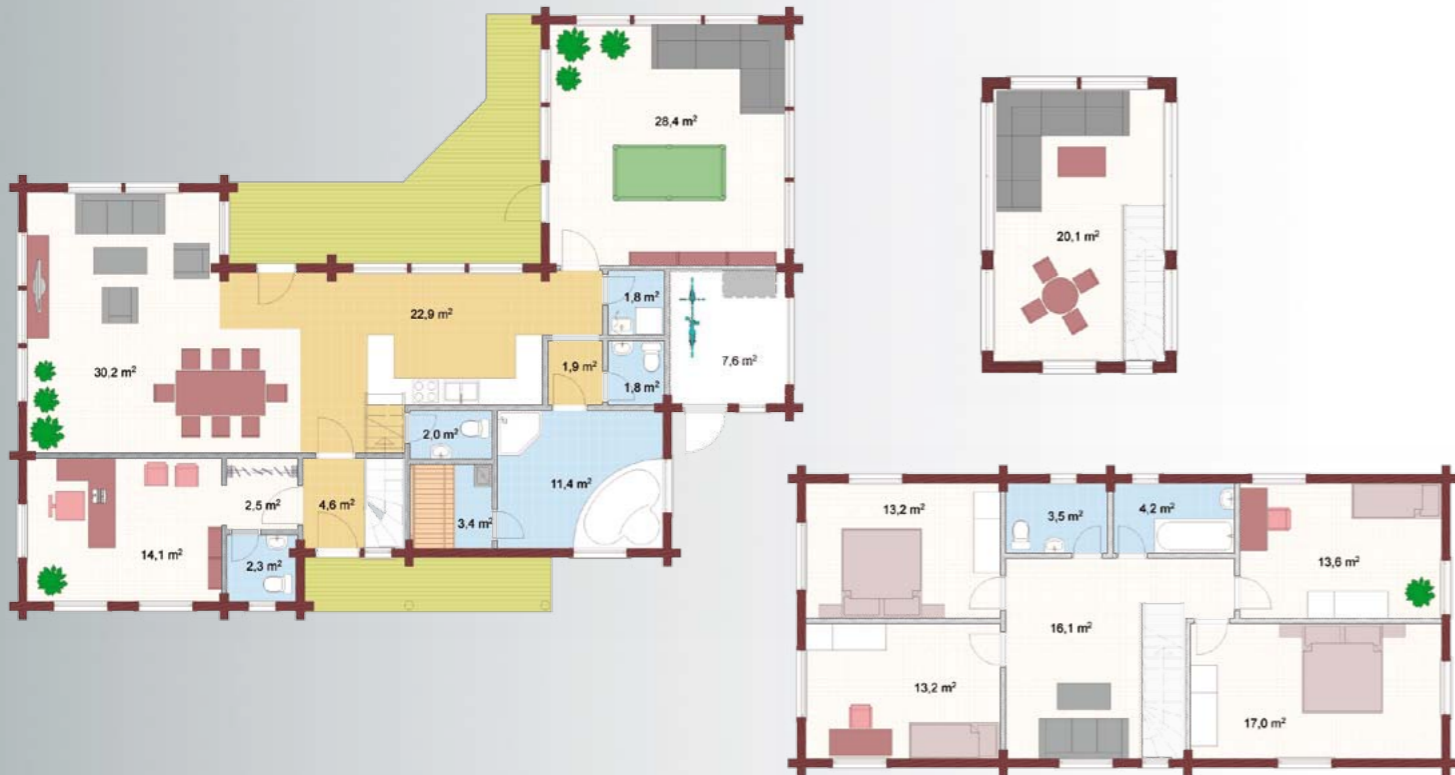 28,4 m²
1,8 m²
22,9 m²
7,6 m²
30,2 m²
1,9 m²
1,8 m²
2,0 m²
11,4 m²
2,5 m²
4,6 m²
3,4 m²
14,1 m²
2,3 m²
20,1 m²
13,2 m²
3,5 m²
4,2 m²
13,6 m²
16,1 m²
13,2 m²
17,0 m²